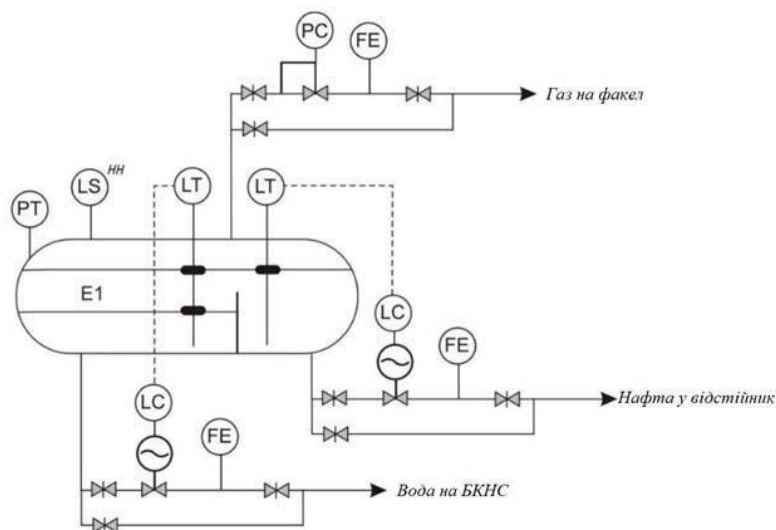 PC
FE
Газ на факел
LS HH
LT
LT
PT
E1
LC
FE
Нафта у відстійник
LC
FE
Вода на БКНС